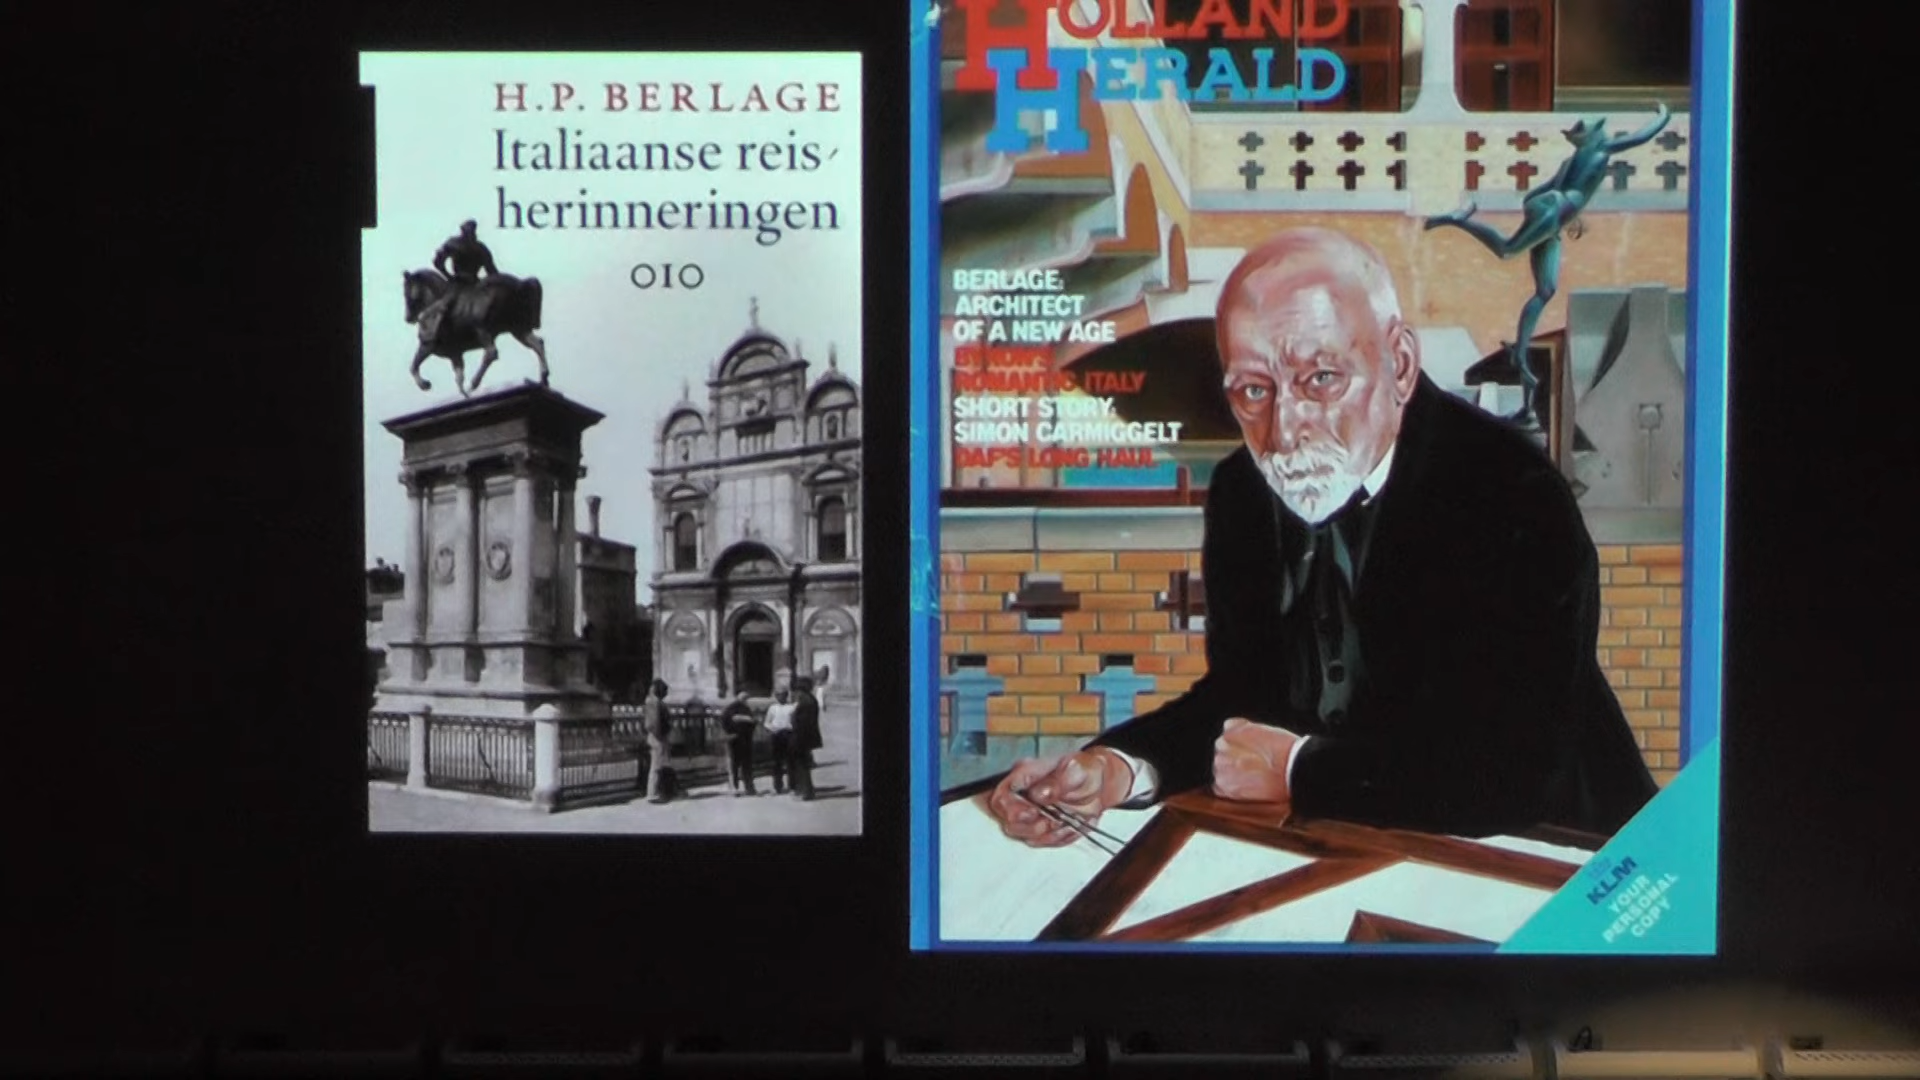 H.P. BERLAGE
Italiaanse reis-
herinneringen
010
HOLLAND
HERALD
BERLAGE:
ARCHITECT
OF A NEW AGE
BYRON'S
ROMANTIC ITALY
SHORT STORY:
SIMON CARMIGGELT
DAF'S LONG HAUL
KLM
YOUR
PERSONAL
COPY